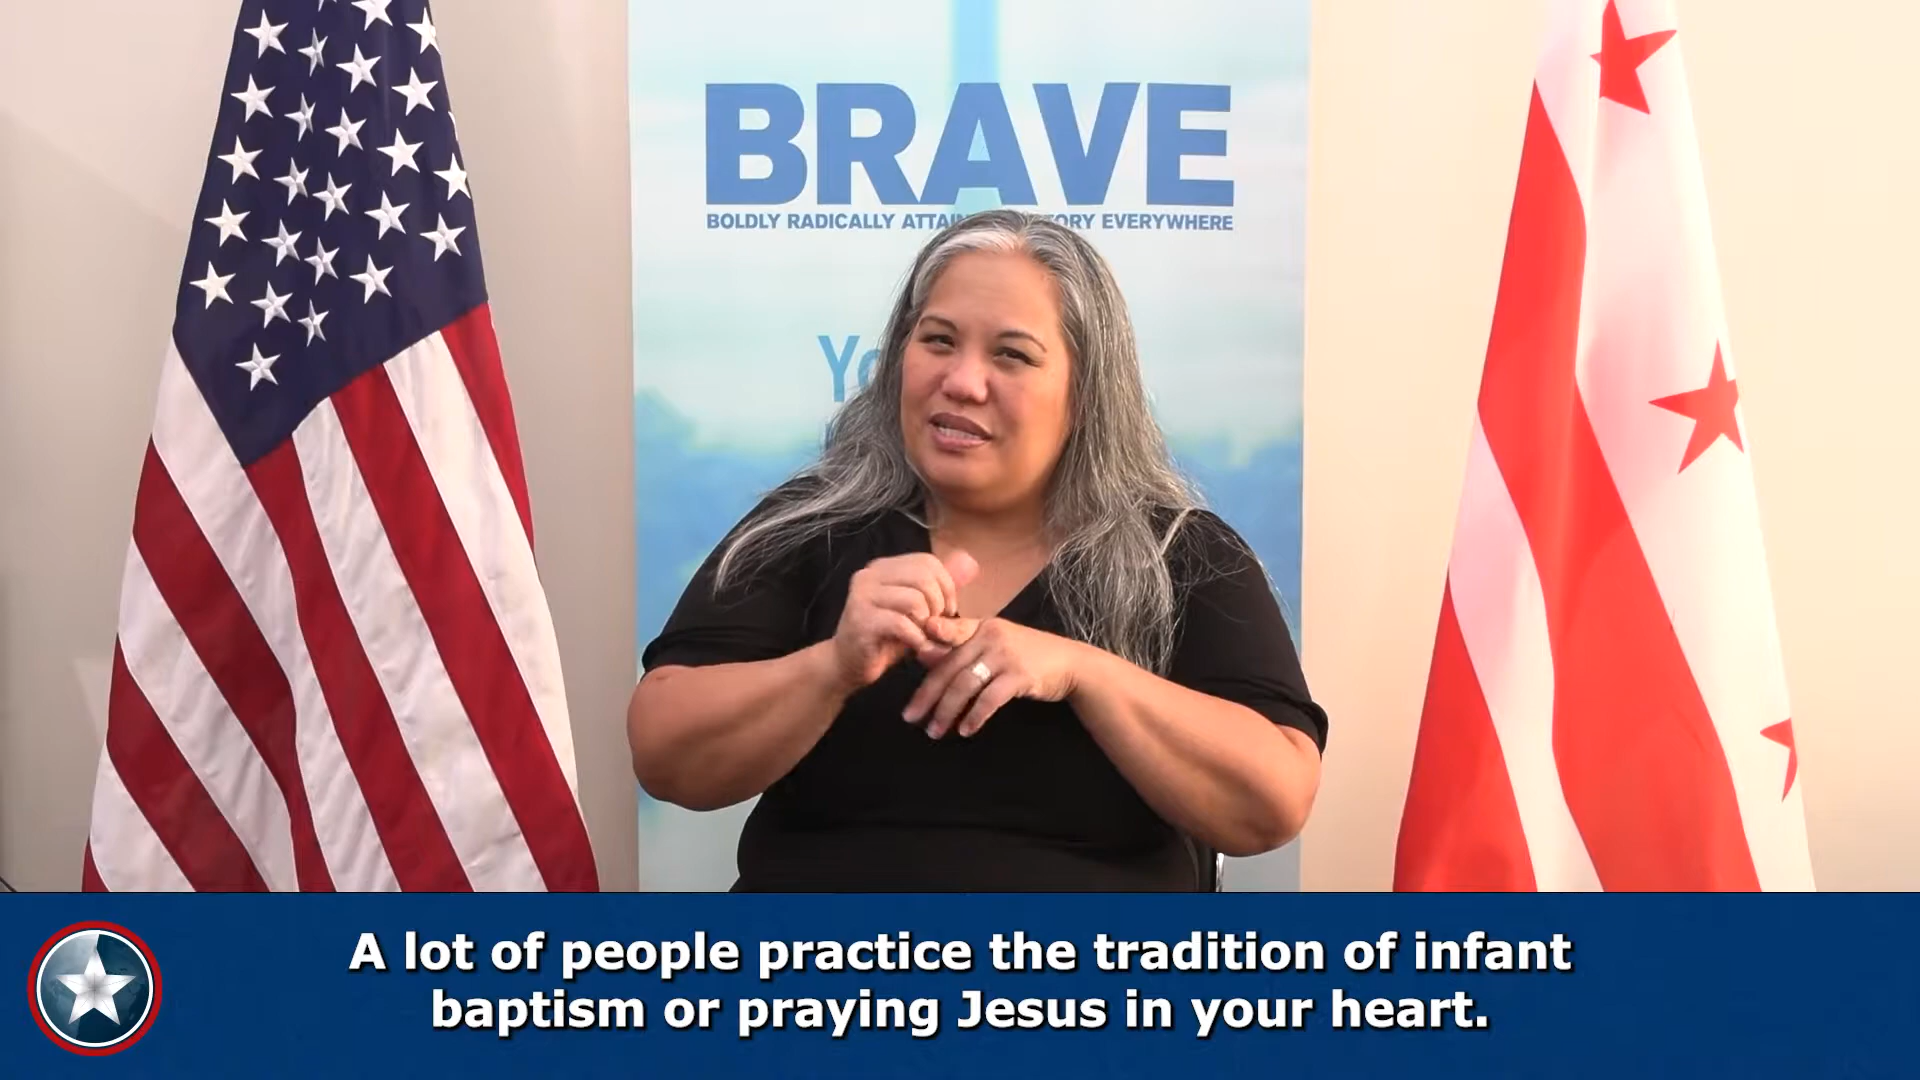 BRAVE
BOLDLY RADICALLY EVERYWHERE
A lot of people practice the tradition of infant
baptism or praying Jesus in your heart.